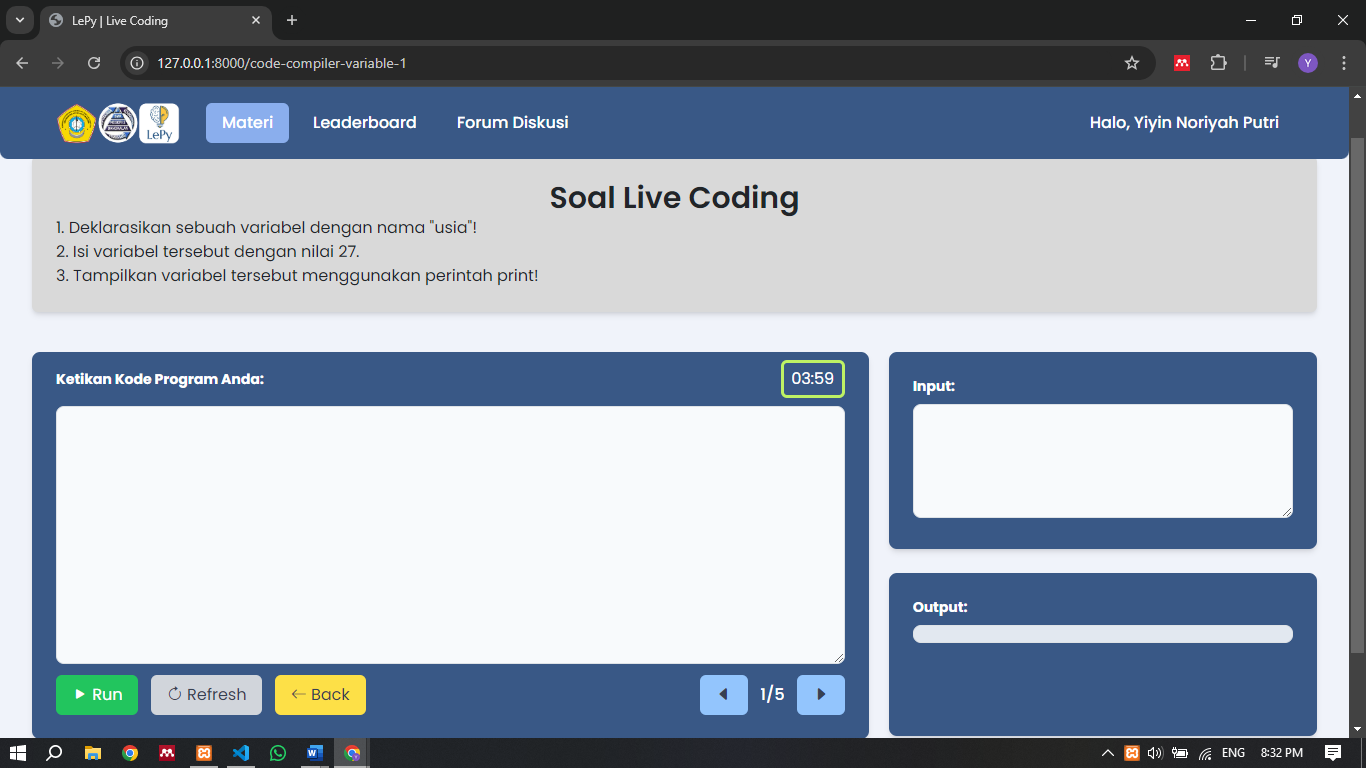 LePy | Live Coding
127.0.0.1:8000/code-compiler-variable-1
Y
LePy
Materi
Leaderboard
Forum Diskusi
Halo, Yiyin Noriyah Putri
Soal Live Coding
1. Deklarasikan sebuah variabel dengan nama "usia"!
2. Isi variabel tersebut dengan nilai 27.
3. Tampilkan variabel tersebut menggunakan perintah print!
Ketikan Kode Program Anda:
03:59
Input:
Output:
Run
Refresh
Back
1/5
ENG
8:32 PM